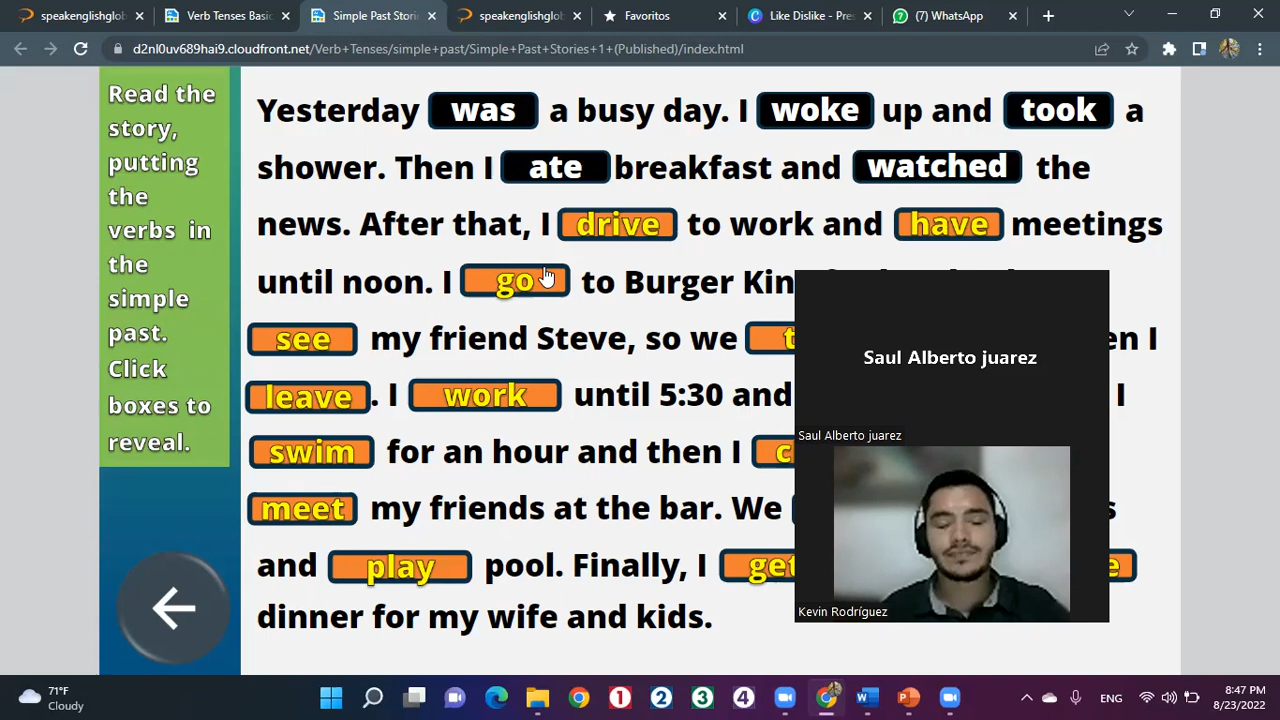 speakenglishglob
Verb Tenses Basi
Simple Past Stori
speakenglishglob
Favoritos
Like Dislike - Pres
(7) WhatsApp
d2nl0uv689hai9.cloudfront.net/Verb+Tenses/simple+past/Simple+Past+Stories+1+(Published)/index.html
Read the
story,
putting
the
verbs in
the
simple
past.
Click
boxes to
reveal.
Yesterday was a busy day. I woke up and took a
shower. Then I ate breakfast and watched the
news. After that, I drive to work and have meetings
until noon. I go to Burger Kin
see my friend Steve, so we t en I
leave. I work until 5:30 and I
swim for an hour and then I c
meet my friends at the bar. We s
and play pool. Finally, I get e
dinner for my wife and kids.
Saul Alberto juarez
Saul Alberto juarez
Kevin Rodríguez
71°F
Cloudy
1
2
3
4
ENG
8:47 PM
8/23/2022